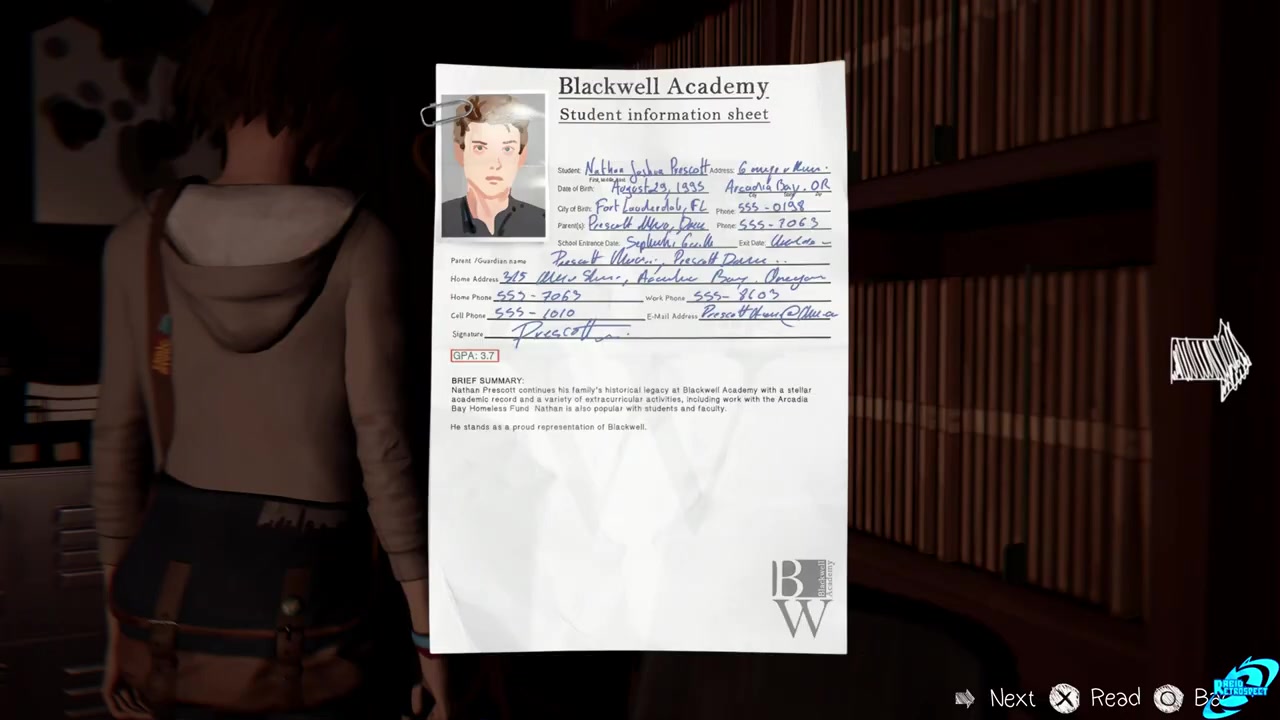 Blackwell Academy
Student information sheet
Student: Nathan Joshua Prescott Address:
First, Middle, Last
Date of Birth: August 29, 1995 Arcadia Bay, OR
City of Birth: Fort Lauderdale, FL Phone: 555-0198
Parent(s): Prescott Phone: 555-7063
School Entrance Date: Exit Date:
Parent / Guardian name Prescott Prescott
Home Address Bay, Oregon
Home Phone 555-7063 Work Phone 555-8603
Cell Phone 555-1010 E-Mail Address
Signature Prescott
GPA: 3.7
BRIEF SUMMARY:
Nathan Prescott continues his family's historical legacy at Blackwell Academy with a stellar
academic record and a variety of extracurricular activities, including work with the Arcadia
Bay Homeless Fund Nathan is also popular with students and faculty.
He stands as a proud representation of Blackwell.
BW
Blackwell
Academy
Next X Read
DROID
RETROSPECT